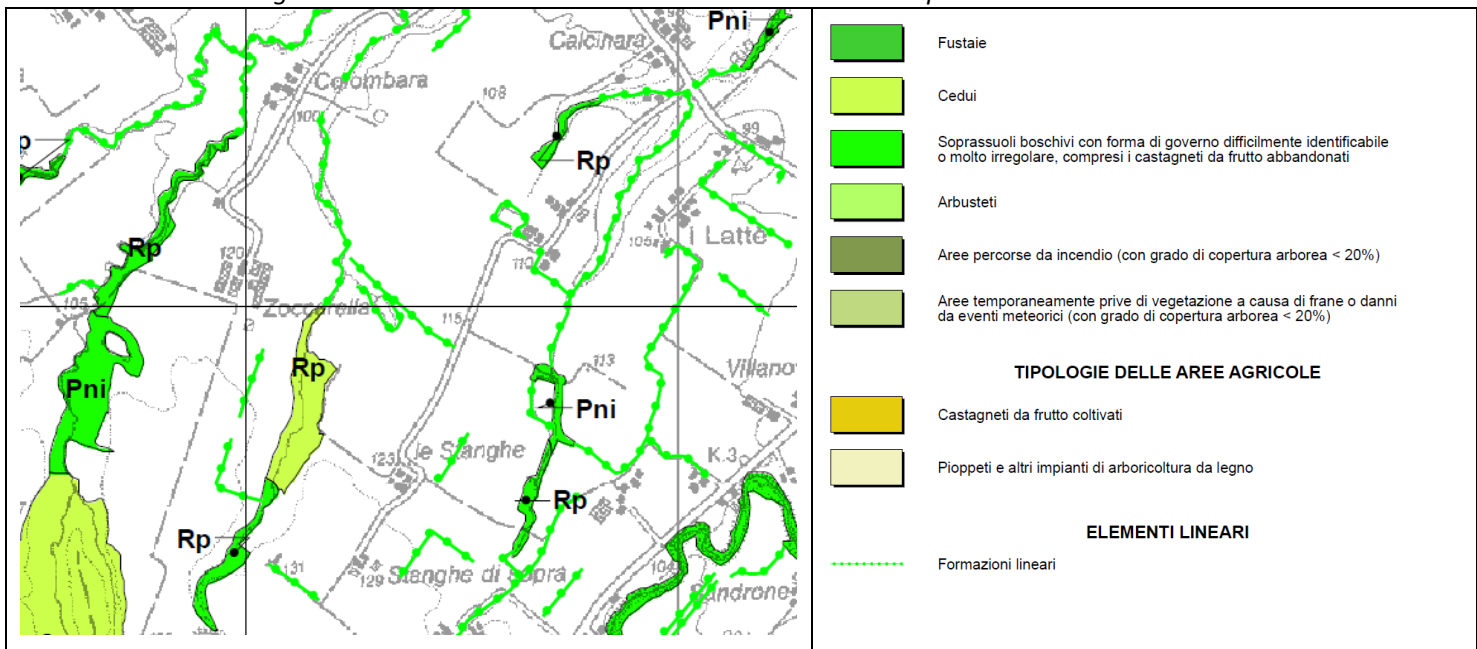 Pni
Calcinara
Colombara
108
100
99
p
Rp
Rp
i Latte
105
120
110
105
Zoccarella
115
113
Villano
Rp
Pni
Pni
le Stanghe
123
K.3
Rp
Rp
131
129
Stanghe di sopra
104
Sandrone
Fustaie
Cedui
Soprassuoli boschivi con forma di governo difficilmente identificabile
o molto irregolare, compresi i castagneti da frutto abbandonati
Arbusteti
Aree percorse da incendio (con grado di copertura arborea < 20%)
Aree temporaneamente prive di vegetazione a causa di frane o danni
da eventi meteorici (con grado di copertura arborea < 20%)
TIPOLOGIE DELLE AREE AGRICOLE
Castagneti da frutto coltivati
Pioppeti e altri impianti di arboricoltura da legno
ELEMENTI LINEARI
Formazioni lineari